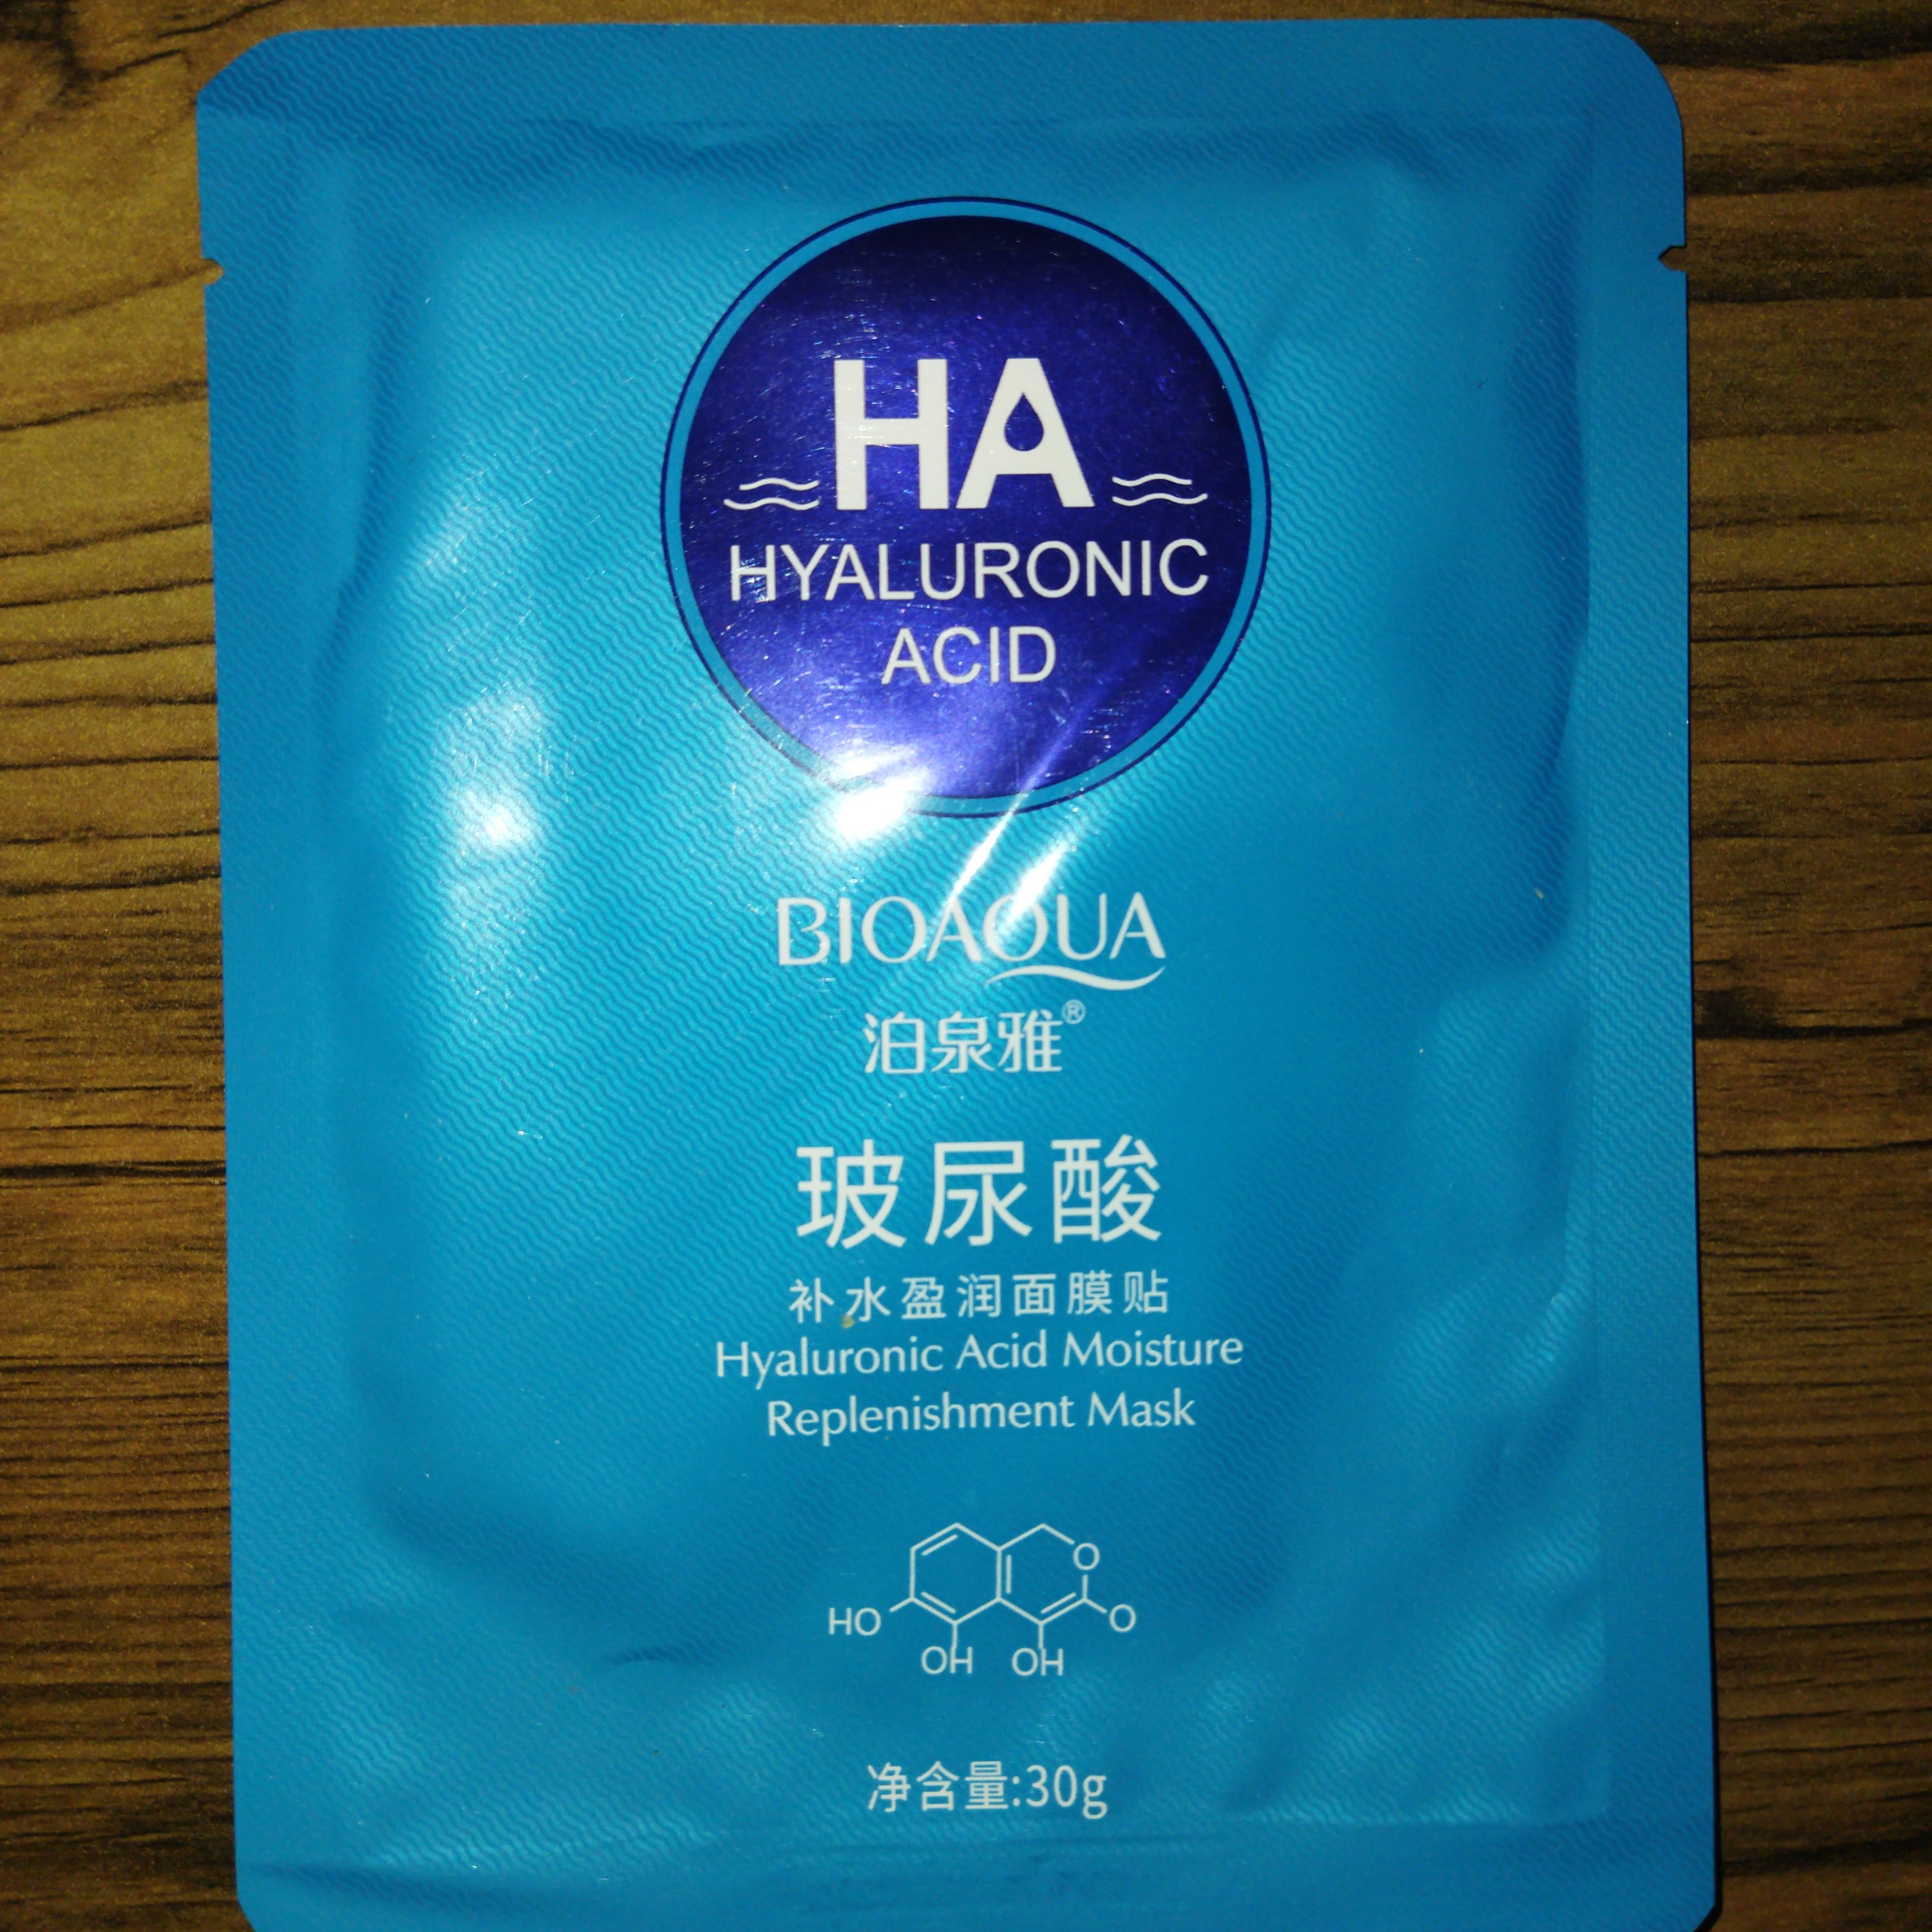 HA
HYALURONIC
ACID
BIOAQUA
泊泉雅®
玻尿酸
补水盈润面膜贴
Hyaluronic Acid Moisture
Replenishment Mask
O
HO
O
OH OH
净含量:30g